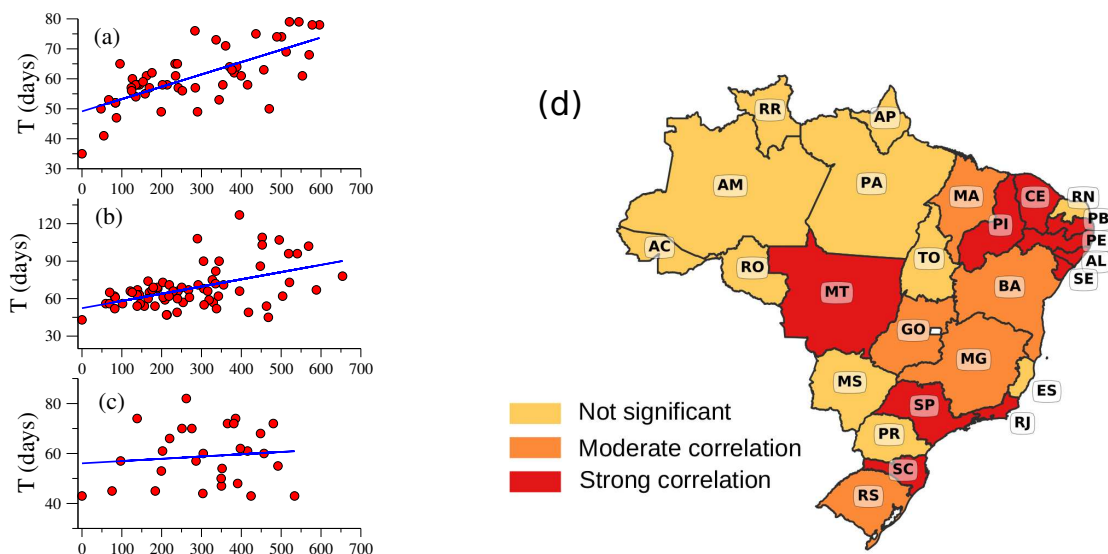 (a)
T (days)
80
70
60
50
40
30
0 100 200 300 400 500 600 700
(b)
T (days)
120
90
60
30
0 100 200 300 400 500 600 700
(c)
T (days)
80
60
40
0 100 200 300 400 500 600 700
(d)
RR
AP
AM
PA
MA
CE
RN
PB
PI
PE
AC
AL
TO
RO
SE
MT
BA
GO
MG
MS
ES
SP
RJ
PR
SC
RS
Not significant
Moderate correlation
Strong correlation